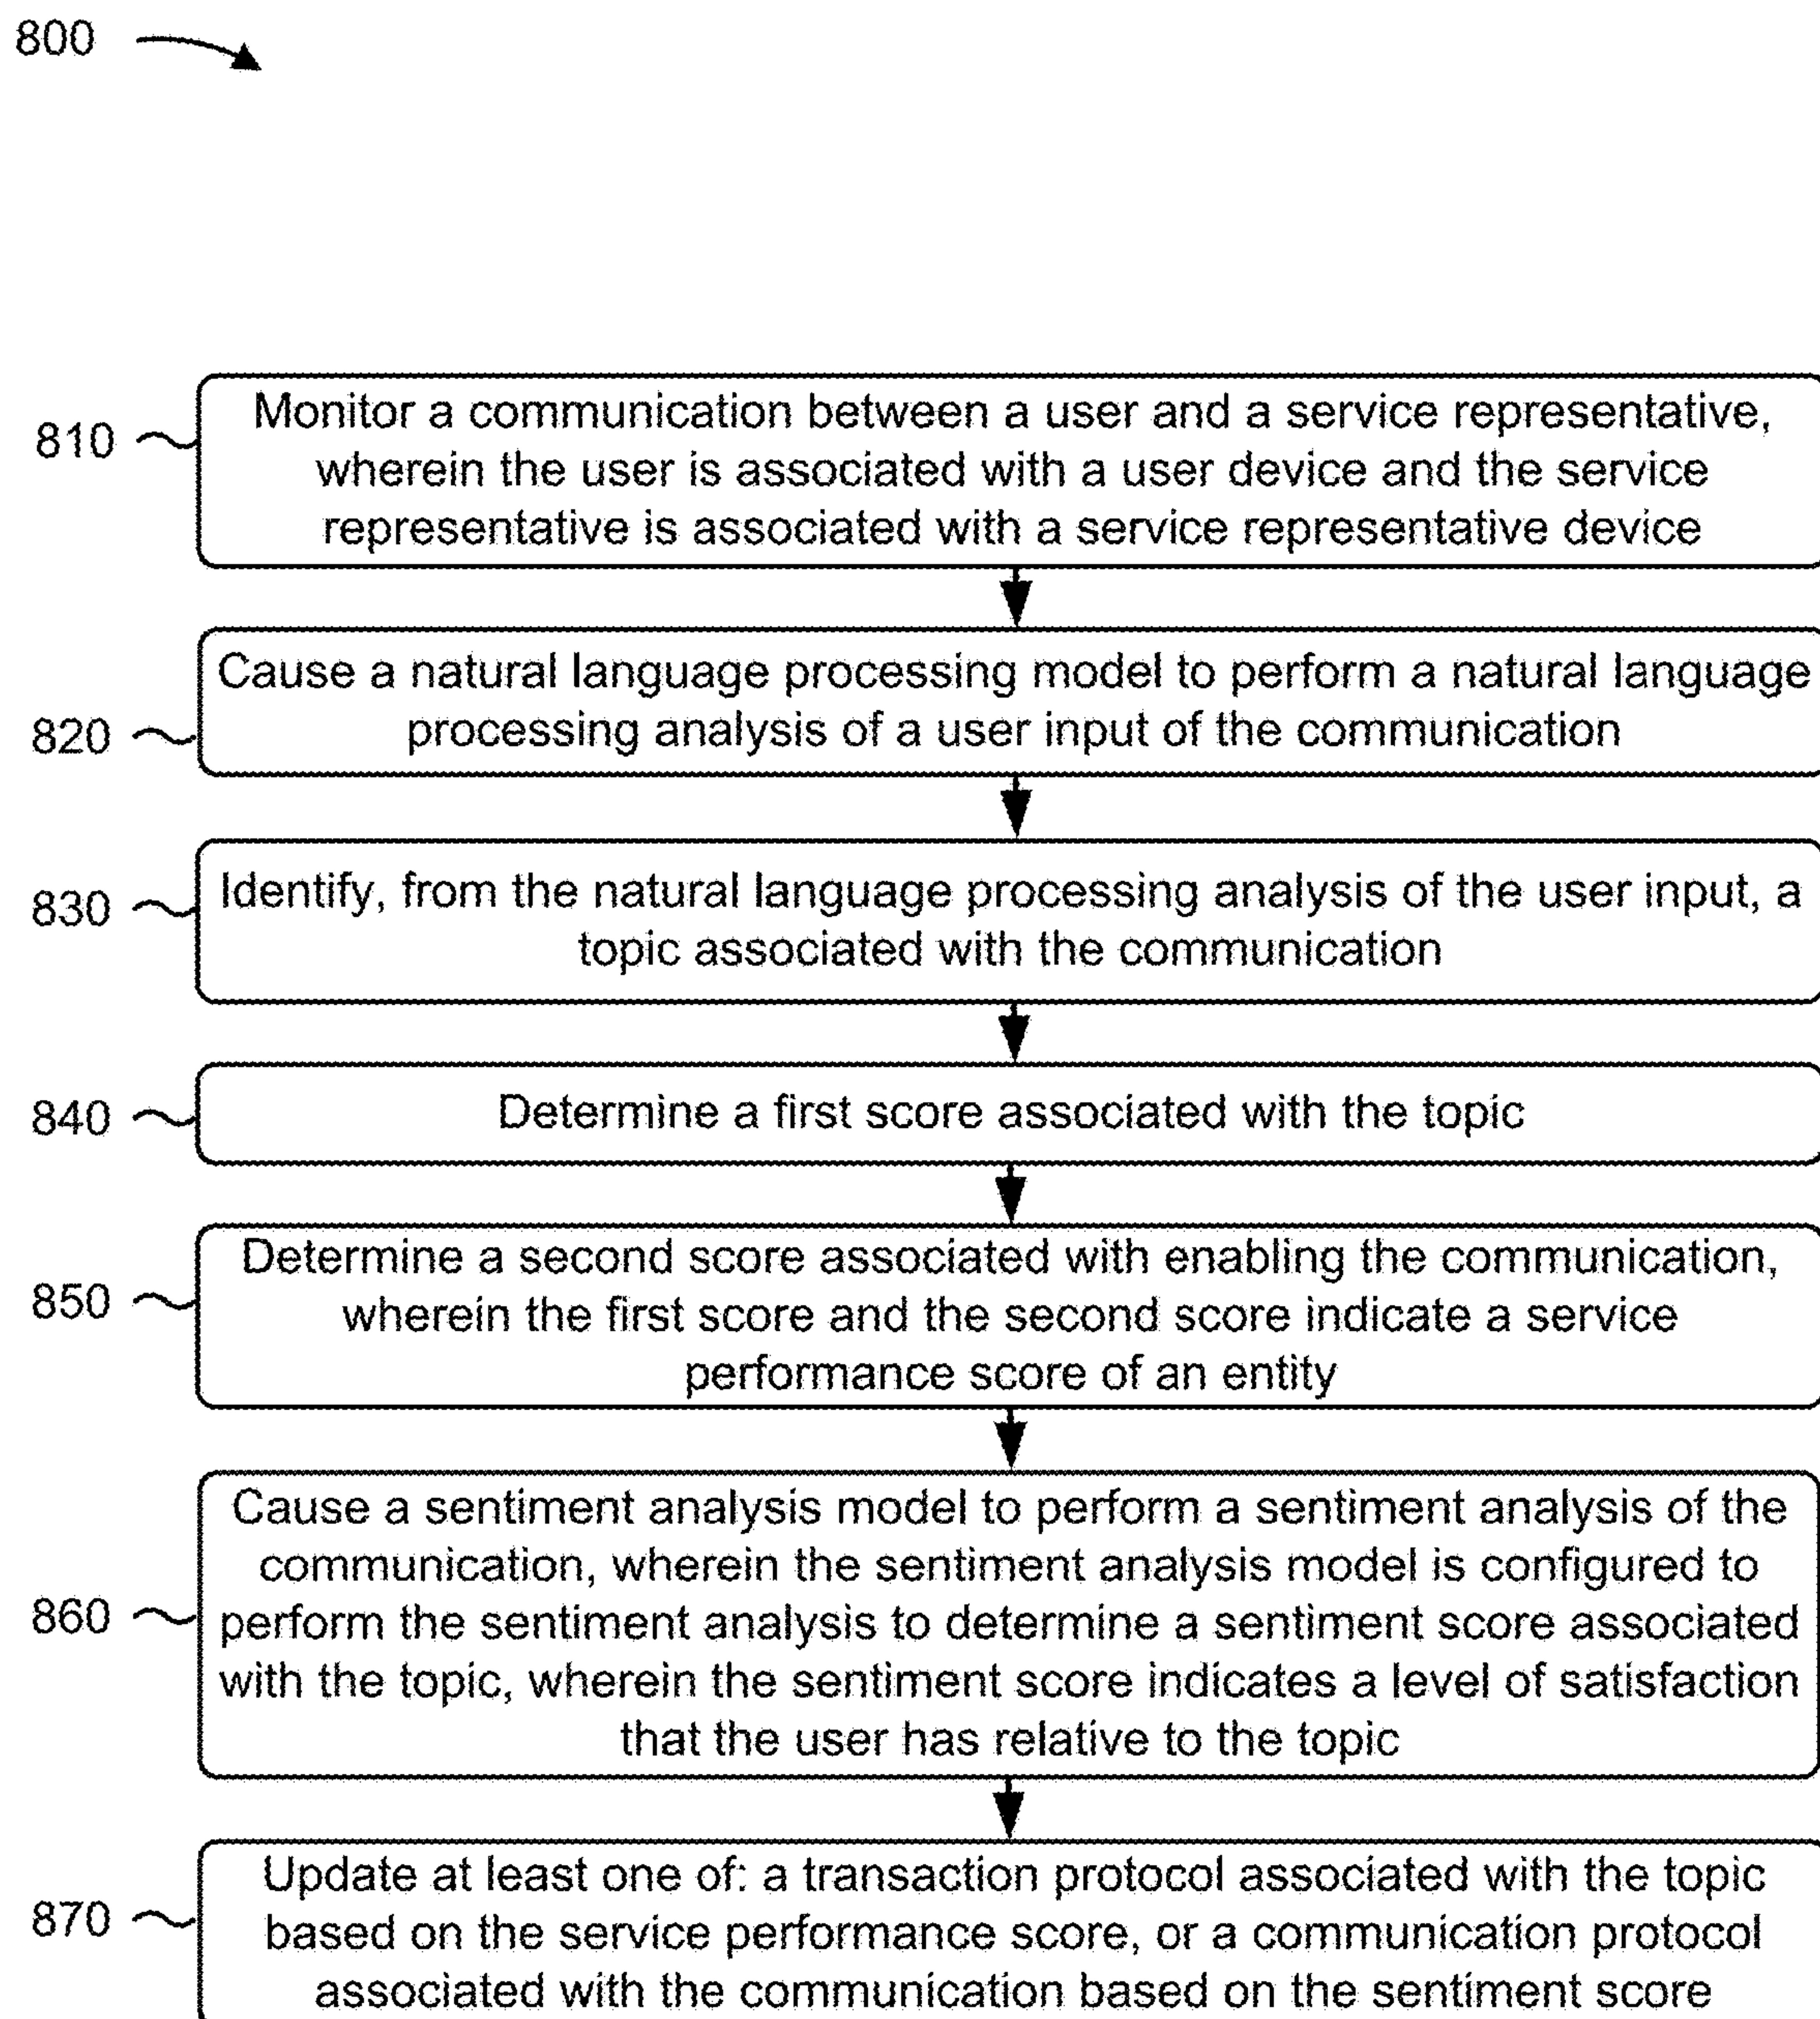 800
810
Monitor a communication between a user and a service representative,
wherein the user is associated with a user device and the service
representative is associated with a service representative device
820
Cause a natural language processing model to perform a natural language
processing analysis of a user input of the communication
830
Identify, from the natural language processing analysis of the user input, a
topic associated with the communication
840
Determine a first score associated with the topic
850
Determine a second score associated with enabling the communication,
wherein the first score and the second score indicate a service
performance score of an entity
860
Cause a sentiment analysis model to perform a sentiment analysis of the
communication, wherein the sentiment analysis model is configured to
perform the sentiment analysis to determine a sentiment score associated
with the topic, wherein the sentiment score indicates a level of satisfaction
that the user has relative to the topic
870
Update at least one of: a transaction protocol associated with the topic
based on the service performance score, or a communication protocol
associated with the communication based on the sentiment score